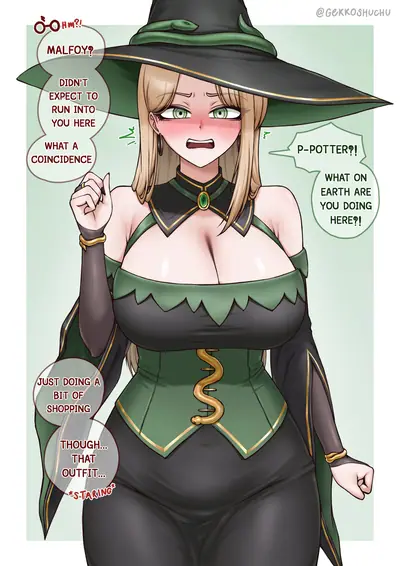 @GEKKOSHUCHU
HM?!
MALFOY?
DIDN'T
EXPECT TO
RUN INTO
YOU HERE
WHAT A
COINCIDENCE
P-POTTER?!
WHAT ON
EARTH ARE
YOU DOING
HERE?!
JUST DOING A
BIT OF
SHOPPING
THOUGH...
THAT
OUTFIT...
*STARING*